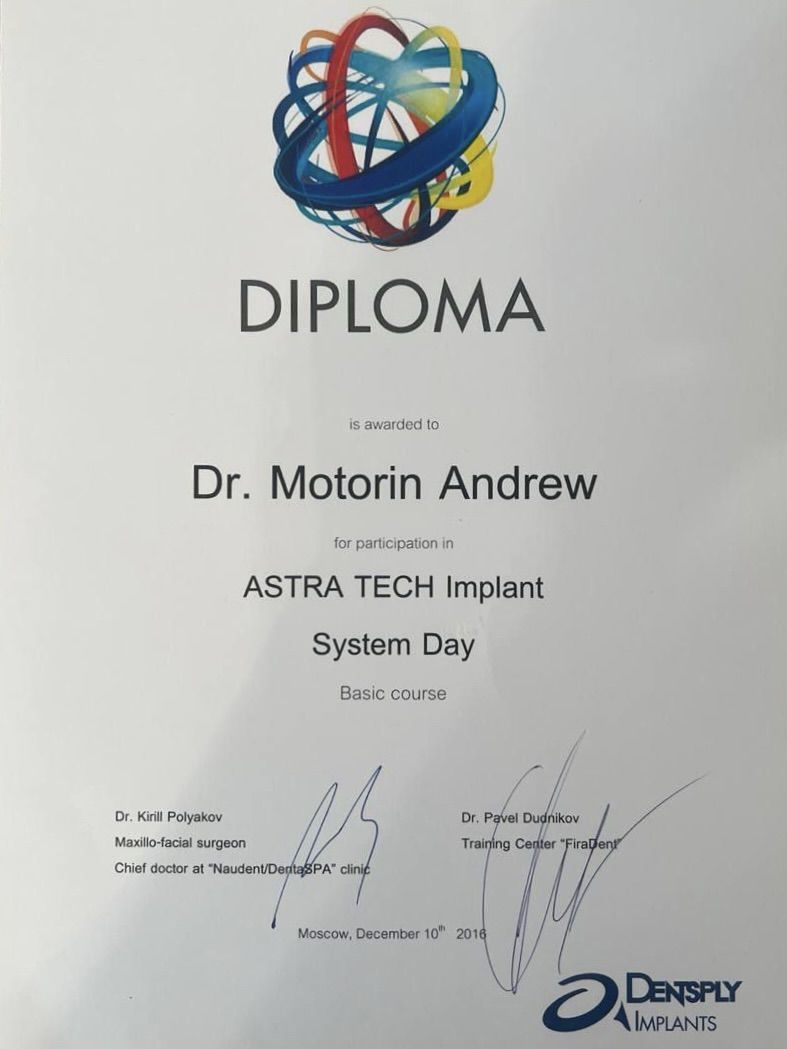 DIPLOMA
is awarded to
Dr. Motorin Andrew
for participation in
ASTRA TECH Implant
System Day
Basic course
Dr. Kirill Polyakov
Maxillo-facial surgeon
Chief doctor at "Naudent/DentaSPA" clinic
Dr. Pavel Dudnikov
Training Center "FiraDent"
Moscow, December 10th 2016
DENTSPLY
IMPLANTS